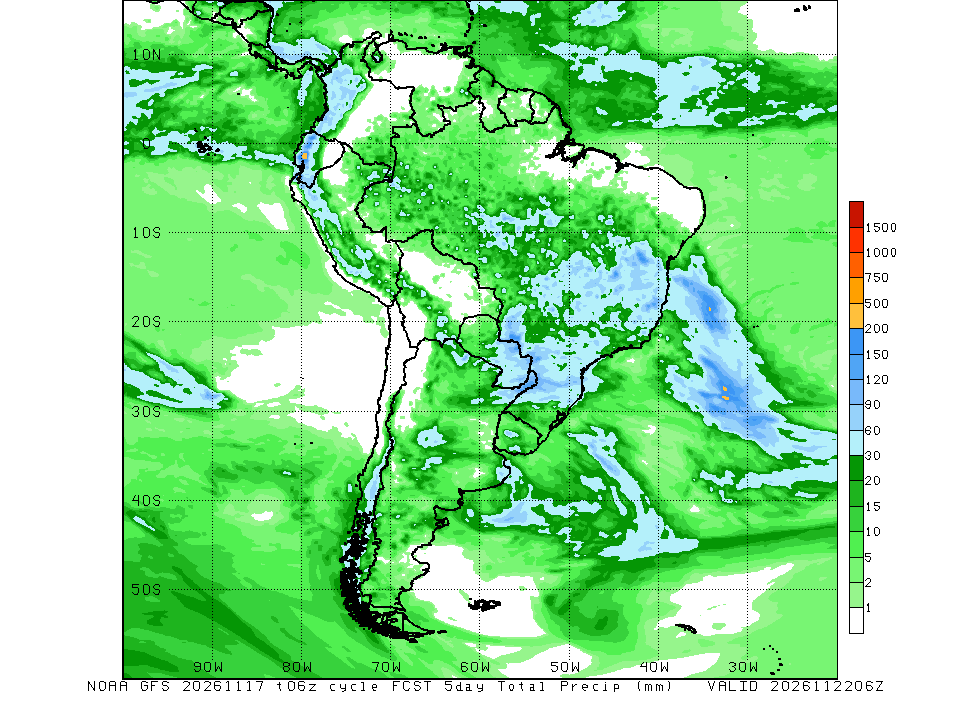 10N
0
10S
20S
30S
40S
50S
90W 80W 70W 60W 50W 40W 30W
1500
1000
750
500
200
150
120
90
60
30
20
15
10
5
2
1
NOAA GFS 20261117 t06z cycle FCST 5day Total Precip (mm) VALID 2026112206Z